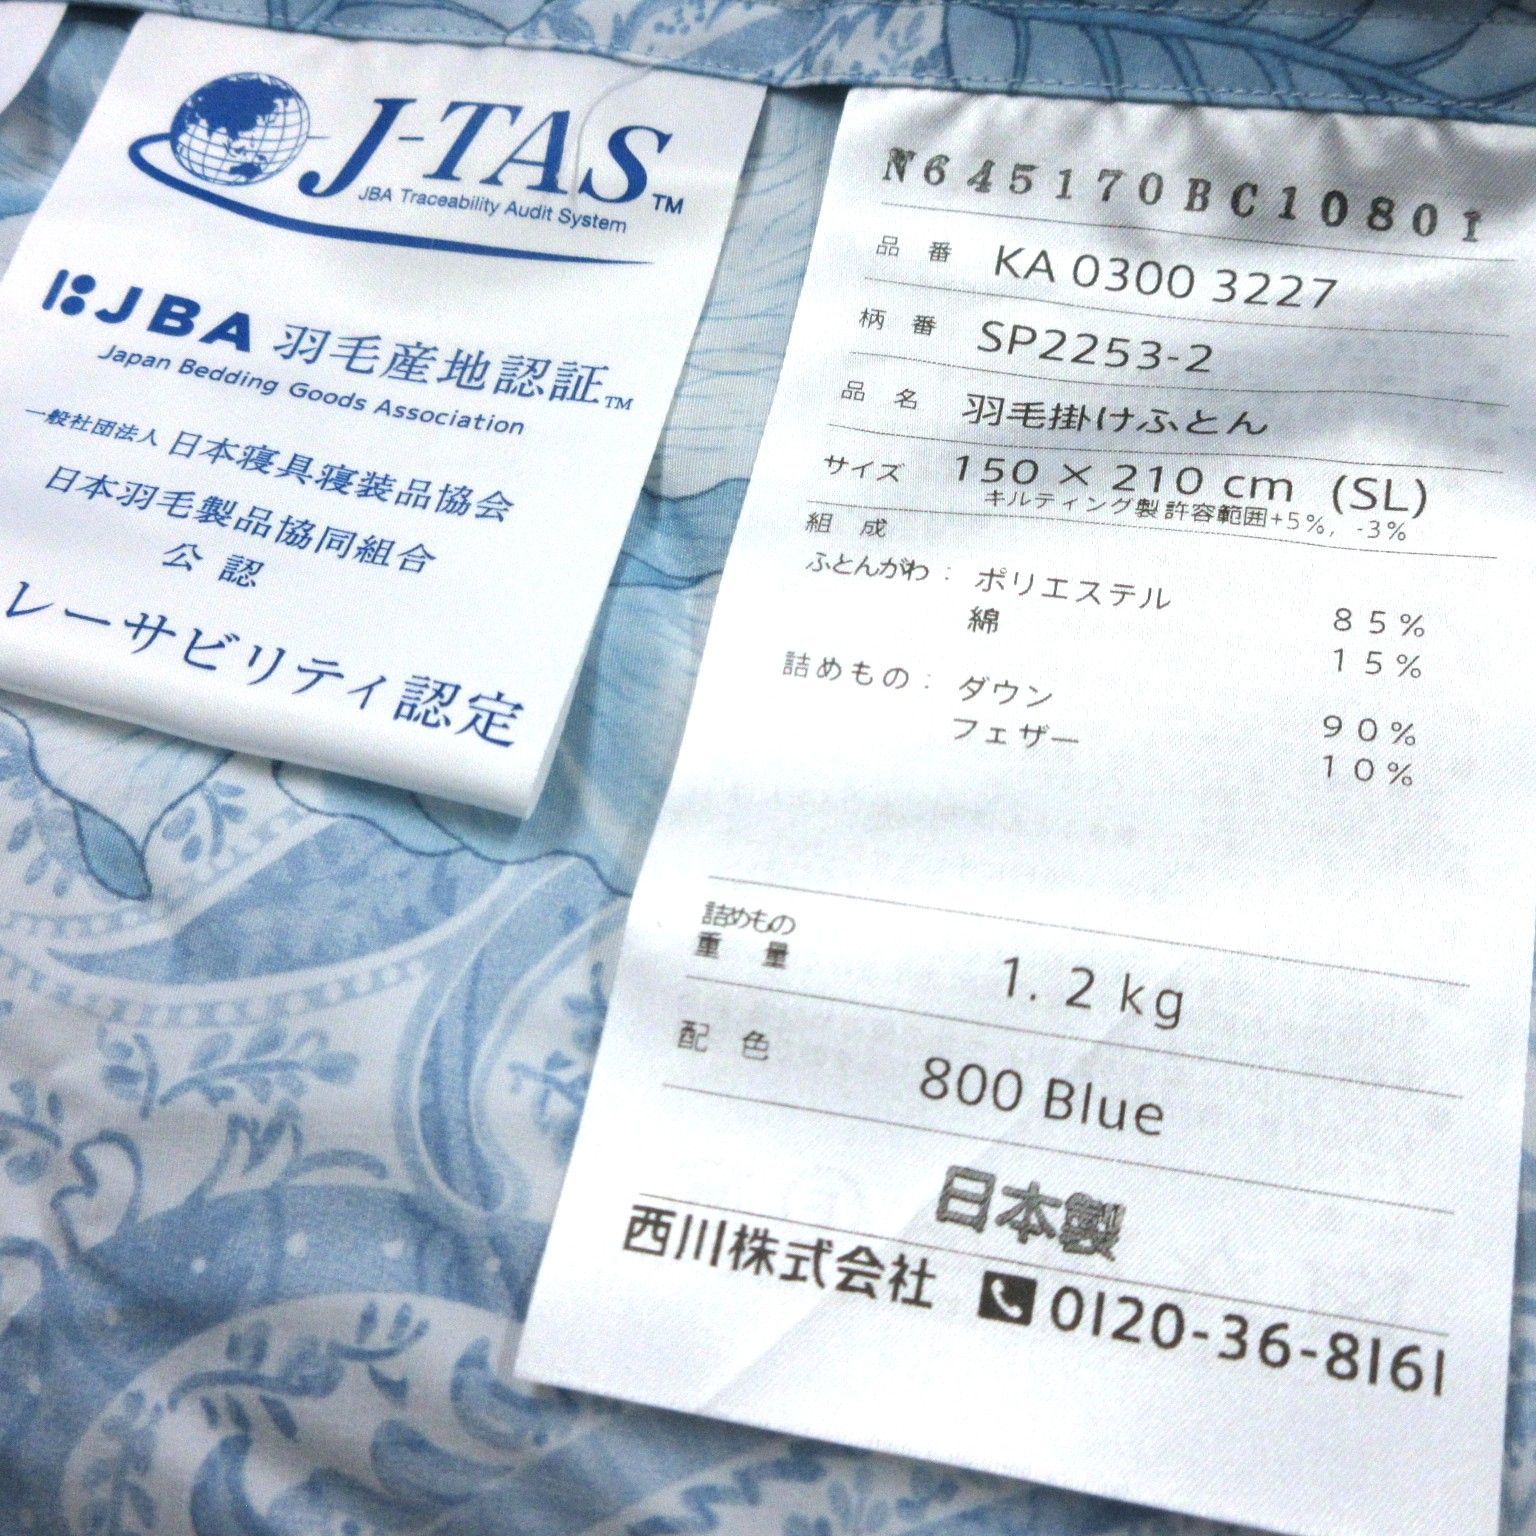 J-TAS™
JBA Traceability Audit System
JBA 羽毛産地認証™
Japan Bedding Goods Association
一般社団法人 日本寝具寝装品協会
日本羽毛製品協同組合
公認
レーサビリティ認定
N645170BC10801
品番 KA 0300 3227
柄番 SP2253-2
品名 羽毛掛けふとん
サイズ 150 × 210 cm (SL)
キルティング製許容範囲+5%, -3%
組成
ふとんがわ: ポリエステル 85%
綿 15%
詰めもの: ダウン 90%
フェザー 10%
詰めもの
重量 1.2kg
配色 800 Blue
日本製
西川株式会社 0120-36-8161